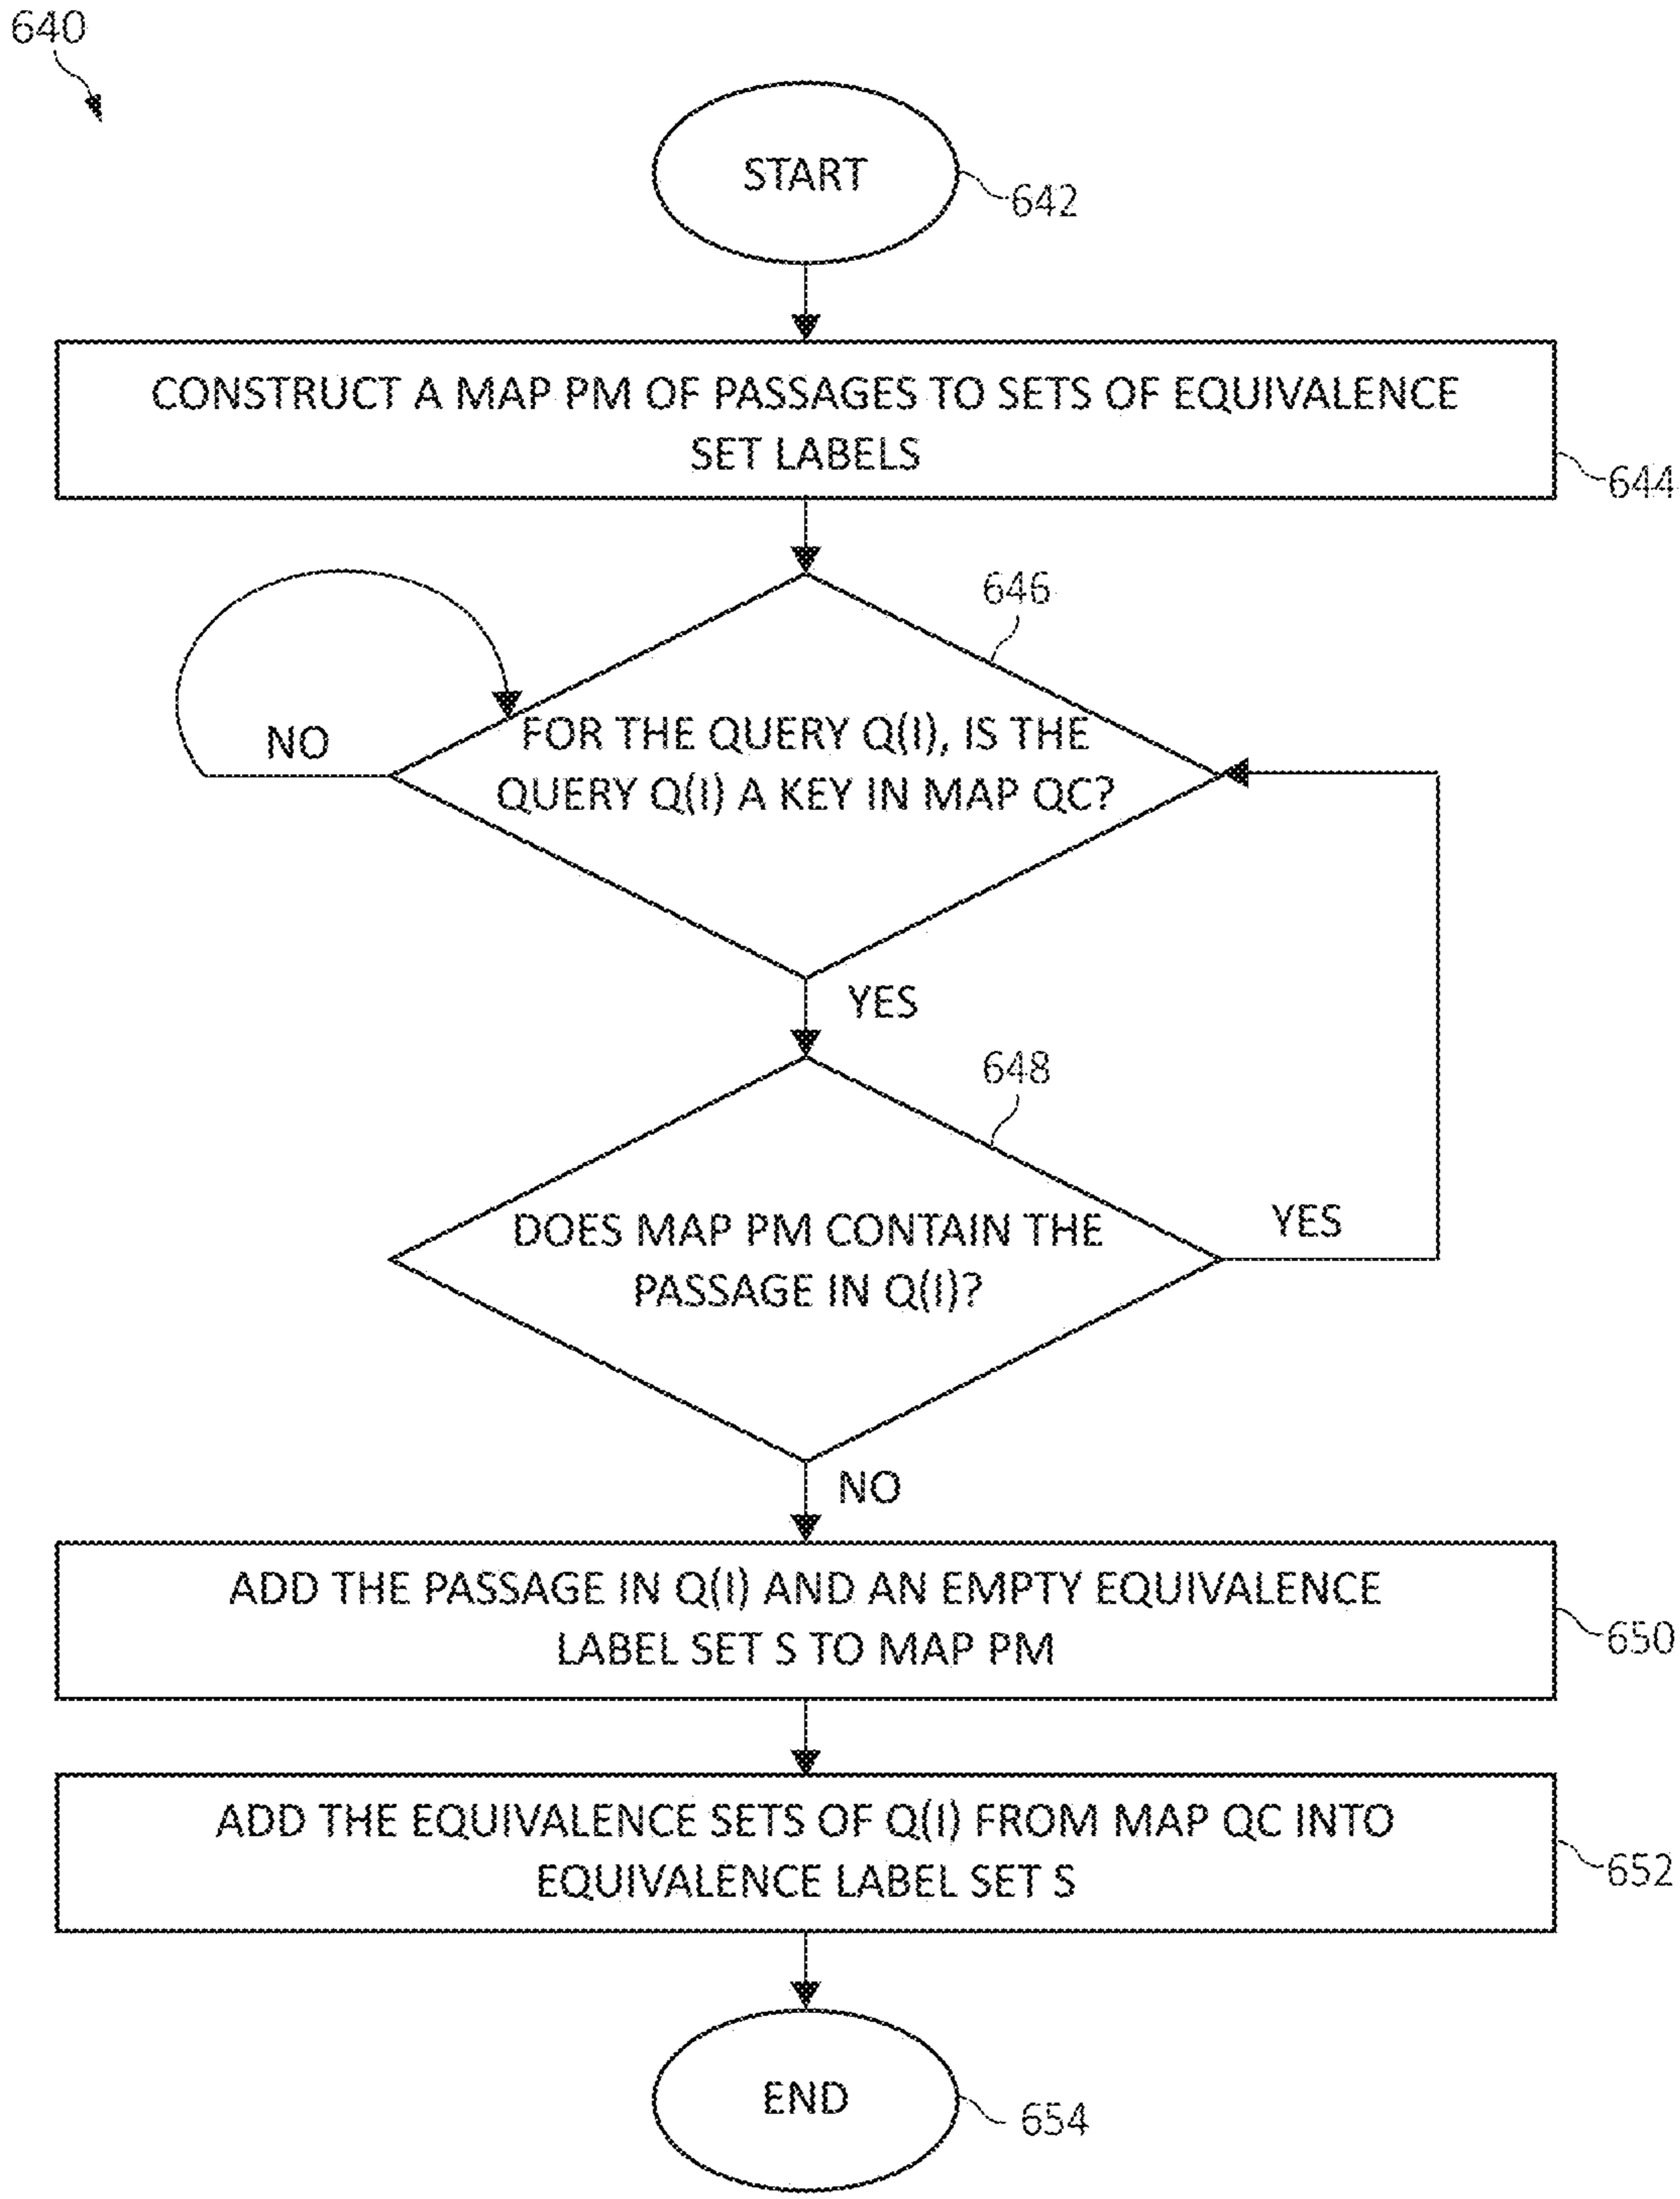 640
START
642
CONSTRUCT A MAP PM OF PASSAGES TO SETS OF EQUIVALENCE
SET LABELS
644
646
NO
FOR THE QUERY Q(I), IS THE
QUERY Q(I) A KEY IN MAP QC?
YES
648
DOES MAP PM CONTAIN THE
PASSAGE IN Q(I)?
YES
NO
ADD THE PASSAGE IN Q(I) AND AN EMPTY EQUIVALENCE
LABEL SET S TO MAP PM
650
ADD THE EQUIVALENCE SETS OF Q(I) FROM MAP QC INTO
EQUIVALENCE LABEL SET S
652
END
654